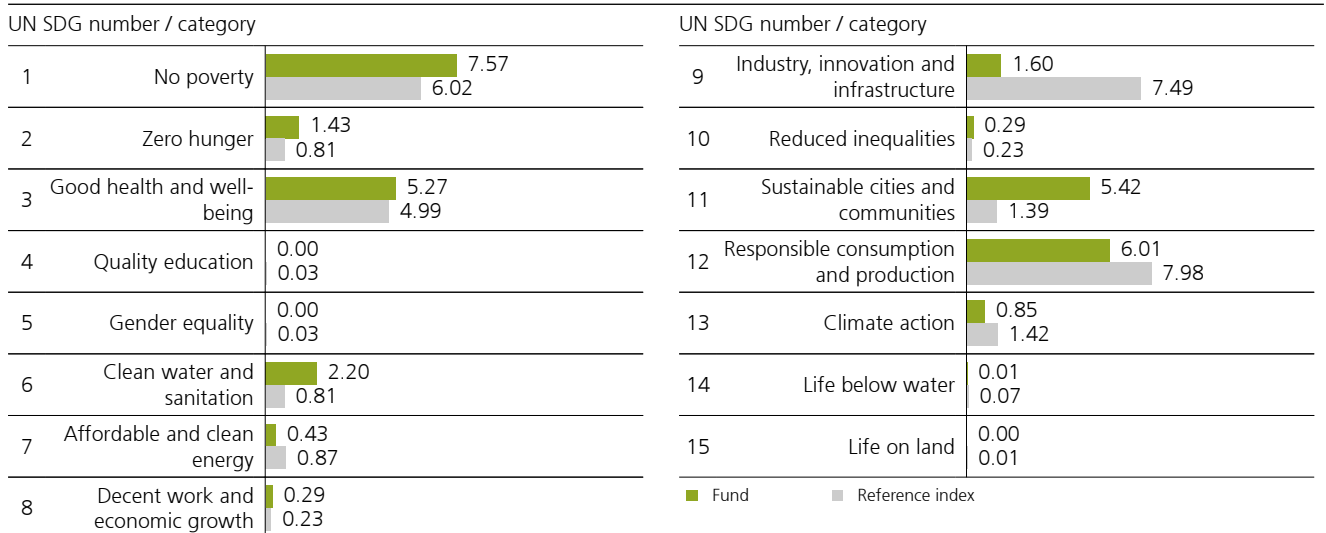 UN SDG number / category
1 No poverty 7.57
6.02
2 Zero hunger 1.43
0.81
3 Good health and well-
being 5.27
4.99
4 Quality education 0.00
0.03
5 Gender equality 0.00
0.03
6 Clean water and
sanitation 2.20
0.81
7 Affordable and clean
energy 0.43
0.87
8 Decent work and
economic growth 0.29
0.23
UN SDG number / category
9 Industry, innovation and
infrastructure 1.60
7.49
10 Reduced inequalities 0.29
0.23
11 Sustainable cities and
communities 5.42
1.39
12 Responsible consumption
and production 6.01
7.98
13 Climate action 0.85
1.42
14 Life below water 0.01
0.07
15 Life on land 0.00
0.01
Fund Reference index